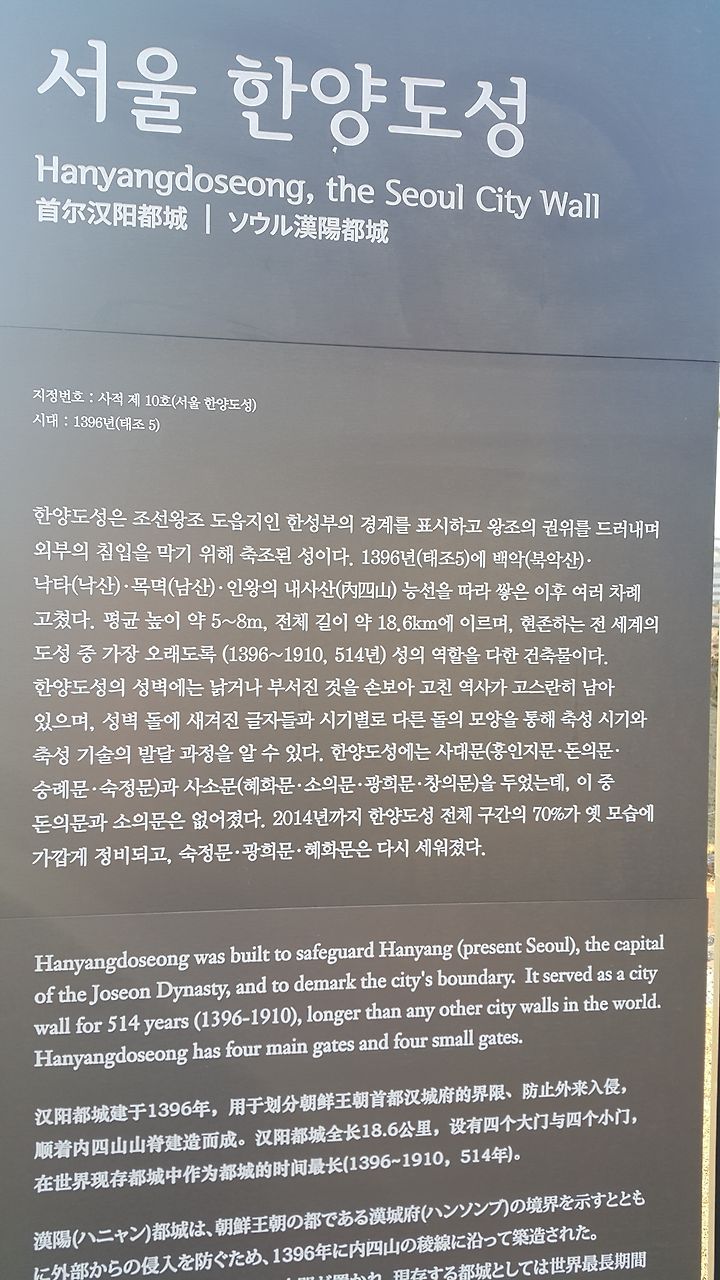 서울 한양도성
Hanyangdoseong, the Seoul City Wall
首尔汉阳都城 | ソウル漢陽都城
지정번호 : 사적 제 10호(서울 한양도성)
시대 : 1396년(태조 5)
한양도성은 조선왕조 도읍지인 한성부의 경계를 표시하고 왕조의 권위를 드러내며
외부의 침입을 막기 위해 축조된 성이다. 1396년(태조5)에 백악(북악산)·
낙타(낙산)·목멱(남산)·인왕의 내사산(內四山) 능선을 따라 쌓은 이후 여러 차례
고쳤다. 평균 높이 약 5~8m, 전체 길이 약 18.6km에 이르며, 현존하는 전 세계의
도성 중 가장 오래도록 (1396~1910, 514년) 성의 역할을 다한 건축물이다.
한양도성의 성벽에는 낡거나 부서진 것을 손보아 고친 역사가 고스란히 남아
있으며, 성벽 돌에 새겨진 글자들과 시기별로 다른 돌의 모양을 통해 축성 시기와
축성 기술의 발달 과정을 알 수 있다. 한양도성에는 사대문(흥인지문·돈의문·
숭례문·숙정문)과 사소문(혜화문·소의문·광희문·창의문)을 두었는데, 이 중
돈의문과 소의문은 없어졌다. 2014년까지 한양도성 전체 구간의 70%가 옛 모습에
가깝게 정비되고, 숙정문·광희문·혜화문은 다시 세워졌다.
Hanyangdoseong was built to safeguard Hanyang (present Seoul), the capital
of the Joseon Dynasty, and to demark the city's boundary. It served as a city
wall for 514 years (1396-1910), longer than any other city walls in the world.
Hanyangdoseong has four main gates and four small gates.
汉阳都城建于1396年，用于划分朝鲜王朝首都汉城府的界限、防止外来入侵，
顺着内四山山脊建造而成。汉阳都城全长18.6公里，设有四个大门与四个小门，
在世界现存都城中作为都城的时间最长(1396~1910，514年)。
漢陽(ハニャン)都城は、朝鮮王朝の都である漢城府(ハンソンブ)の境界を示すととも
に外部からの侵入を防ぐため、1396年に内四山の稜線に沿って築造された。
現存する都城としては世界最長期間